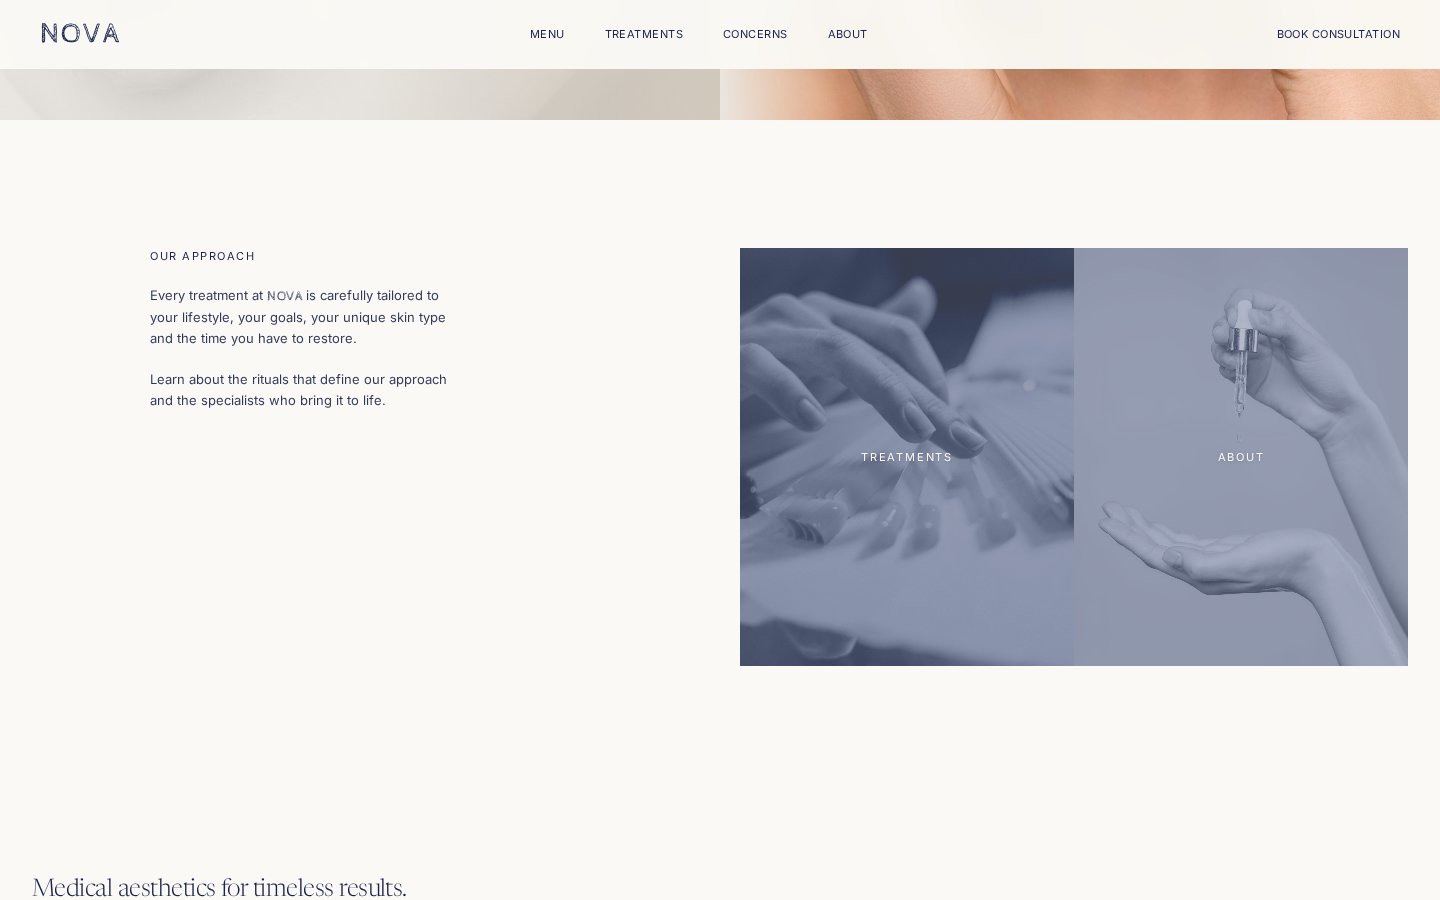 NOVA
MENU
TREATMENTS
CONCERNS
ABOUT
BOOK CONSULTATION
OUR APPROACH
Every treatment at NOVA is carefully tailored to
your lifestyle, your goals, your unique skin type
and the time you have to restore.
Learn about the rituals that define our approach
and the specialists who bring it to life.
TREATMENTS
ABOUT
Medical aesthetics for timeless results.